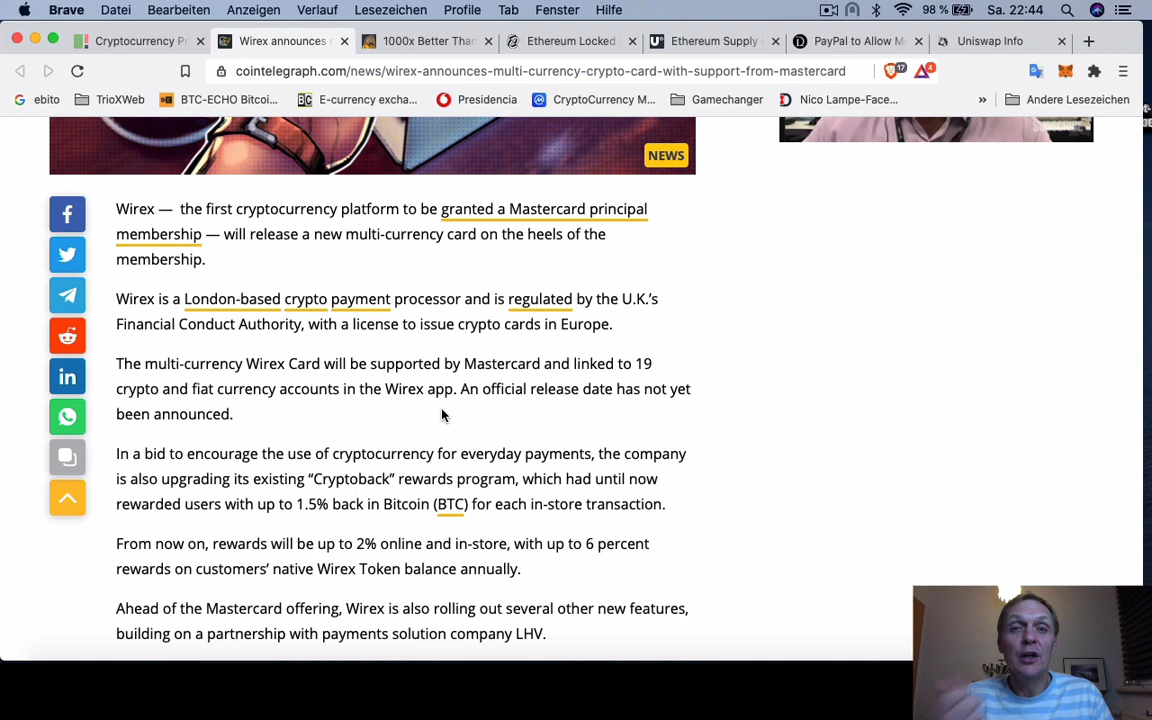 Brave Datei Bearbeiten Anzeigen Verlauf Lesezeichen Profile Tab Fenster Hilfe 98 % Sa. 22:44
Cryptocurrency Pr Wirex announces 1000x Better Than Ethereum Locked Ethereum Supply PayPal to Allow M Uniswap Info
cointelegraph.com/news/wirex-announces-multi-currency-crypto-card-with-support-from-mastercard 17 4
ebito TrioXWeb BTC-ECHO Bitcoi... E-currency excha... Presidencia CryptoCurrency M... Gamechanger Nico Lampe-Face... » Andere Lesezeichen
NEWS
Wirex — the first cryptocurrency platform to be granted a Mastercard principal
membership — will release a new multi-currency card on the heels of the
membership.
Wirex is a London-based crypto payment processor and is regulated by the U.K.’s
Financial Conduct Authority, with a license to issue crypto cards in Europe.
The multi-currency Wirex Card will be supported by Mastercard and linked to 19
crypto and fiat currency accounts in the Wirex app. An official release date has not yet
been announced.
In a bid to encourage the use of cryptocurrency for everyday payments, the company
is also upgrading its existing “Cryptoback” rewards program, which had until now
rewarded users with up to 1.5% back in Bitcoin (BTC) for each in-store transaction.
From now on, rewards will be up to 2% online and in-store, with up to 6 percent
rewards on customers’ native Wirex Token balance annually.
Ahead of the Mastercard offering, Wirex is also rolling out several other new features,
building on a partnership with payments solution company LHV.